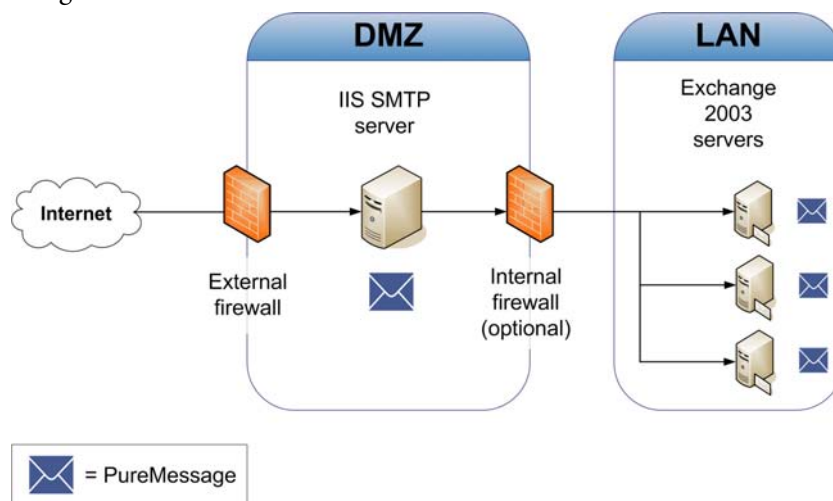 DMZ
LAN
IIS SMTP
server
Exchange
2003
servers
Internet
External
firewall
Internal
firewall
(optional)
= PureMessage